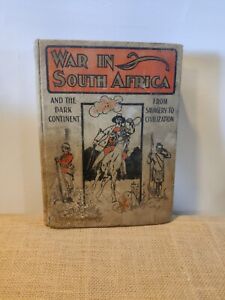 WAR IN
SOUTH AFRICA
AND THE
DARK
CONTINENT
FROM
SAVAGERY TO
CIVILIZATION